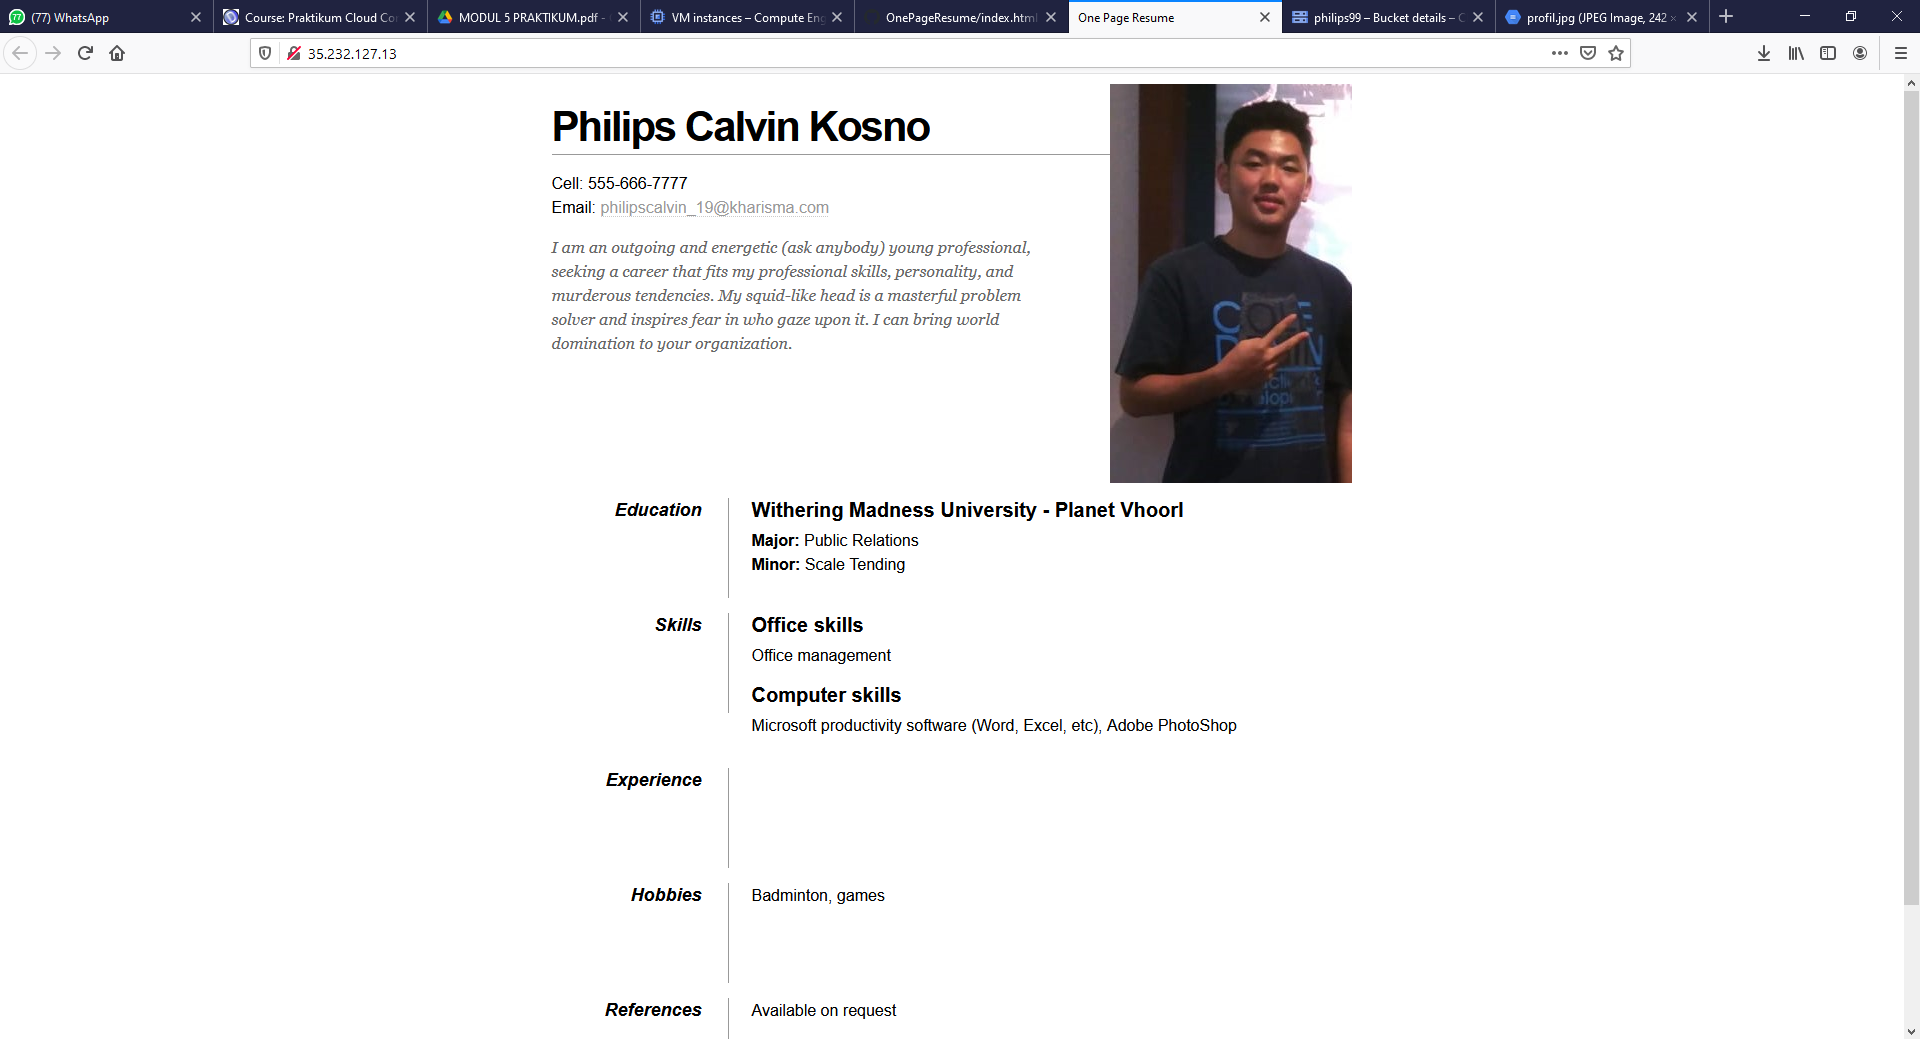 (77) WhatsApp
Course: Praktikum Cloud Co
MODUL 5 PRAKTIKUM.pdf -
VM instances – Compute Eng
OnePageResume/index.html
One Page Resume
philips99 – Bucket details – C
profil.jpg (JPEG Image, 242 ×
35.232.127.13
Philips Calvin Kosno
Cell: 555-666-7777
Email: philipscalvin_19@kharisma.com
I am an outgoing and energetic (ask anybody) young professional,
seeking a career that fits my professional skills, personality, and
murderous tendencies. My squid-like head is a masterful problem
solver and inspires fear in who gaze upon it. I can bring world
domination to your organization.
Education
Withering Madness University - Planet Vhoorl
Major: Public Relations
Minor: Scale Tending
Skills
Office skills
Office management
Computer skills
Microsoft productivity software (Word, Excel, etc), Adobe PhotoShop
Experience
Hobbies
Badminton, games
References
Available on request